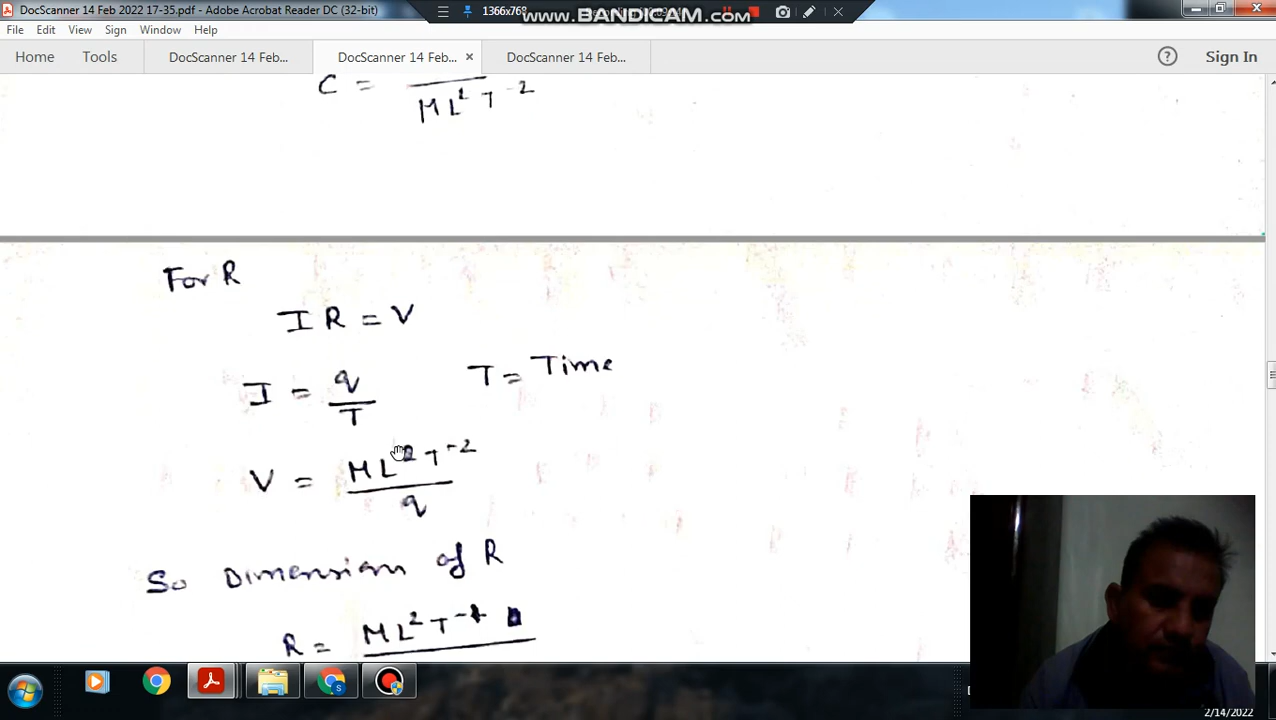 DocScanner 14 Feb 2022 17-35.pdf - Adobe Acrobat Reader DC (32-bit)
1366x768
www.BANDICAM.com
File Edit View Sign Window Help
Home Tools DocScanner 14 Feb... DocScanner 14 Feb... × DocScanner 14 Feb... ? Sign In
C =
ML² T⁻²
For R
I R = V
I = q/T T = Time
V = ML² T⁻²/q
So Dimension of R
R = ML² T⁻¹
2/14/2022